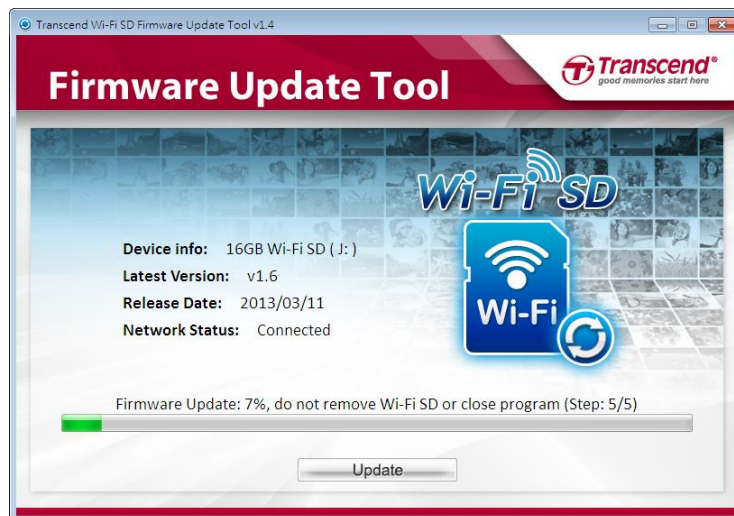 Transcend Wi-Fi SD Firmware Update Tool v1.4
Firmware Update Tool
Transcend®
good memories start here
Wi-Fi SD
Device info: 16GB Wi-Fi SD ( J: )
Latest Version: v1.6
Release Date: 2013/03/11
Network Status: Connected
Wi-Fi
Firmware Update: 7%, do not remove Wi-Fi SD or close program (Step: 5/5)
Update